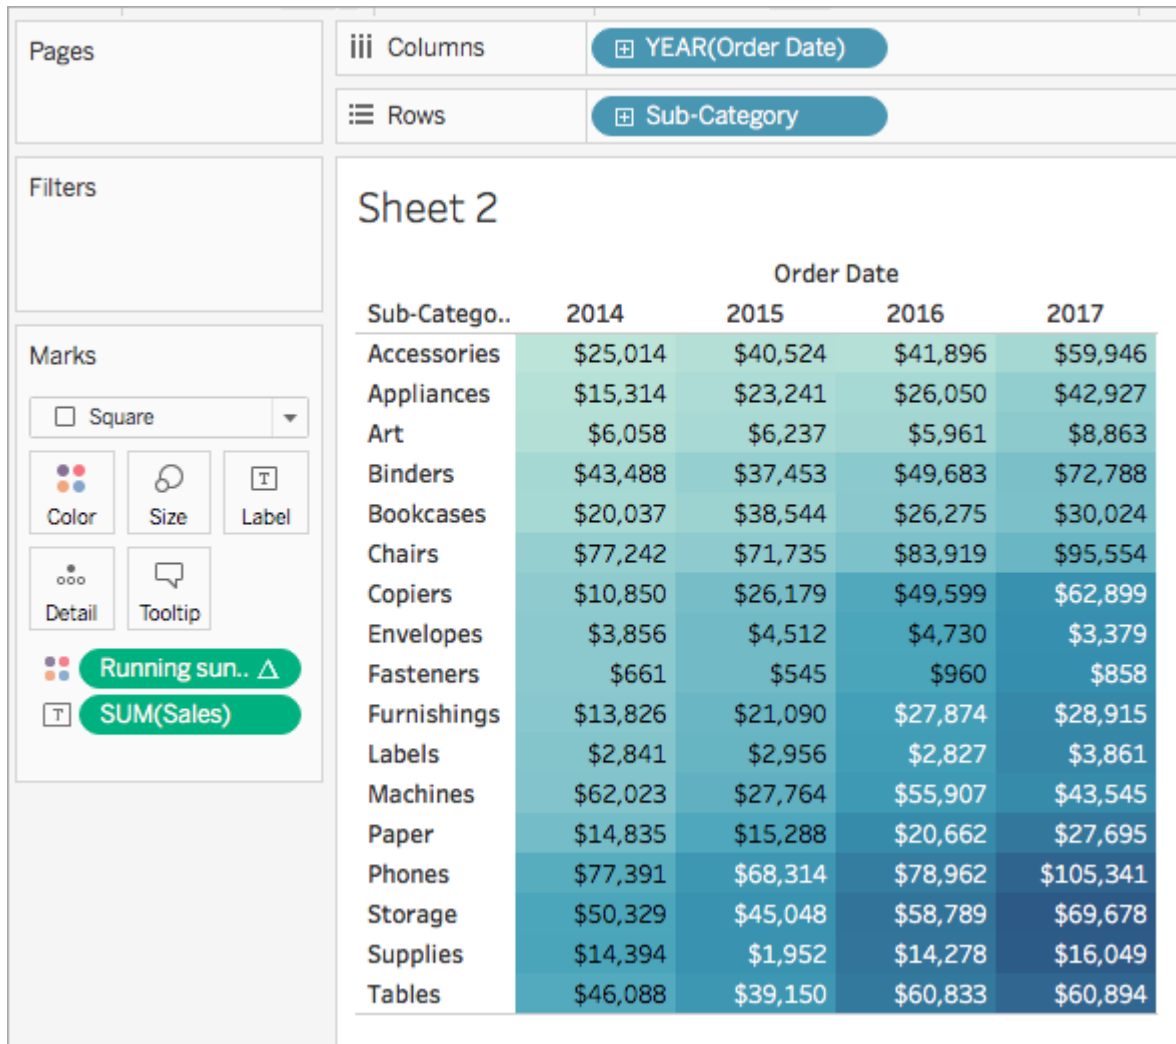 Pages
Columns
YEAR(Order Date)
Rows
Sub-Category
Filters
Sheet 2
Order Date
Sub-Catego.. 2014 2015 2016 2017
Accessories $25,014 $40,524 $41,896 $59,946
Appliances $15,314 $23,241 $26,050 $42,927
Art $6,058 $6,237 $5,961 $8,863
Binders $43,488 $37,453 $49,683 $72,788
Bookcases $20,037 $38,544 $26,275 $30,024
Chairs $77,242 $71,735 $83,919 $95,554
Copiers $10,850 $26,179 $49,599 $62,899
Envelopes $3,856 $4,512 $4,730 $3,379
Fasteners $661 $545 $960 $858
Furnishings $13,826 $21,090 $27,874 $28,915
Labels $2,841 $2,956 $2,827 $3,861
Machines $62,023 $27,764 $55,907 $43,545
Paper $14,835 $15,288 $20,662 $27,695
Phones $77,391 $68,314 $78,962 $105,341
Storage $50,329 $45,048 $58,789 $69,678
Supplies $14,394 $1,952 $14,278 $16,049
Tables $46,088 $39,150 $60,833 $60,894
Marks
Square
Color Size Label
Detail Tooltip
Running sun.. △
T SUM(Sales)